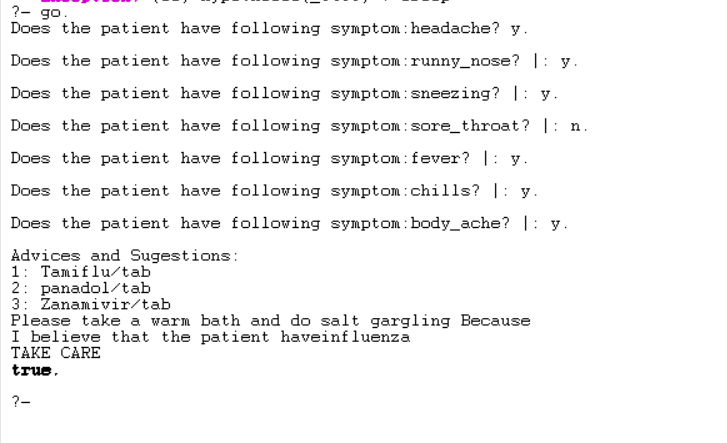 ?- go.
Does the patient have following symptom:headache? y.
Does the patient have following symptom:runny_nose? |: y.
Does the patient have following symptom:sneezing? |: y.
Does the patient have following symptom:sore_throat? |: n.
Does the patient have following symptom:fever? |: y.
Does the patient have following symptom:chills? |: y.
Does the patient have following symptom:body_ache? |: y.
Advices and Sugestions:
1: Tamiflu/tab
2: panadol/tab
3: Zanamivir/tab
Please take a warm bath and do salt gargling Because
I believe that the patient haveinfluenza
TAKE CARE
true.
?-